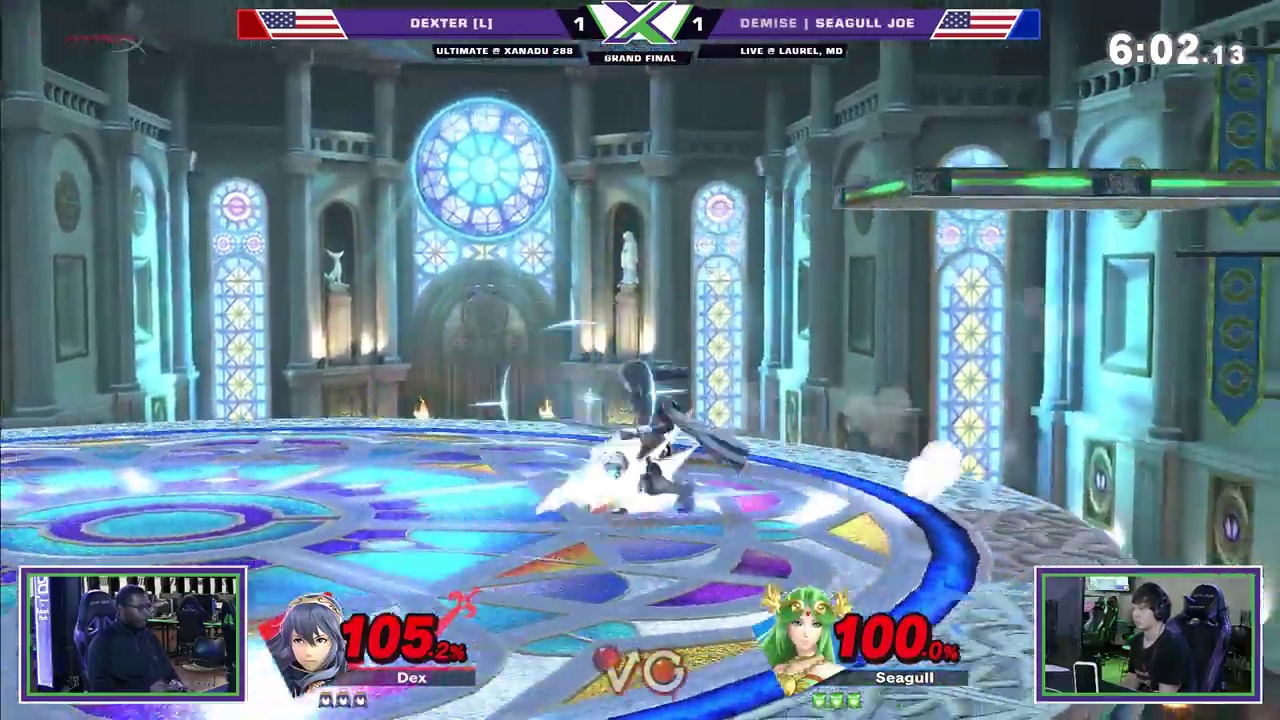 DEXTER [L]
1
1
DEMISE | SEAGULL JOE
ULTIMATE @ XANADU 288
GRAND FINAL
LIVE @ LAUREL, MD
6:02.13
105.2%
Dex
100.0%
Seagull